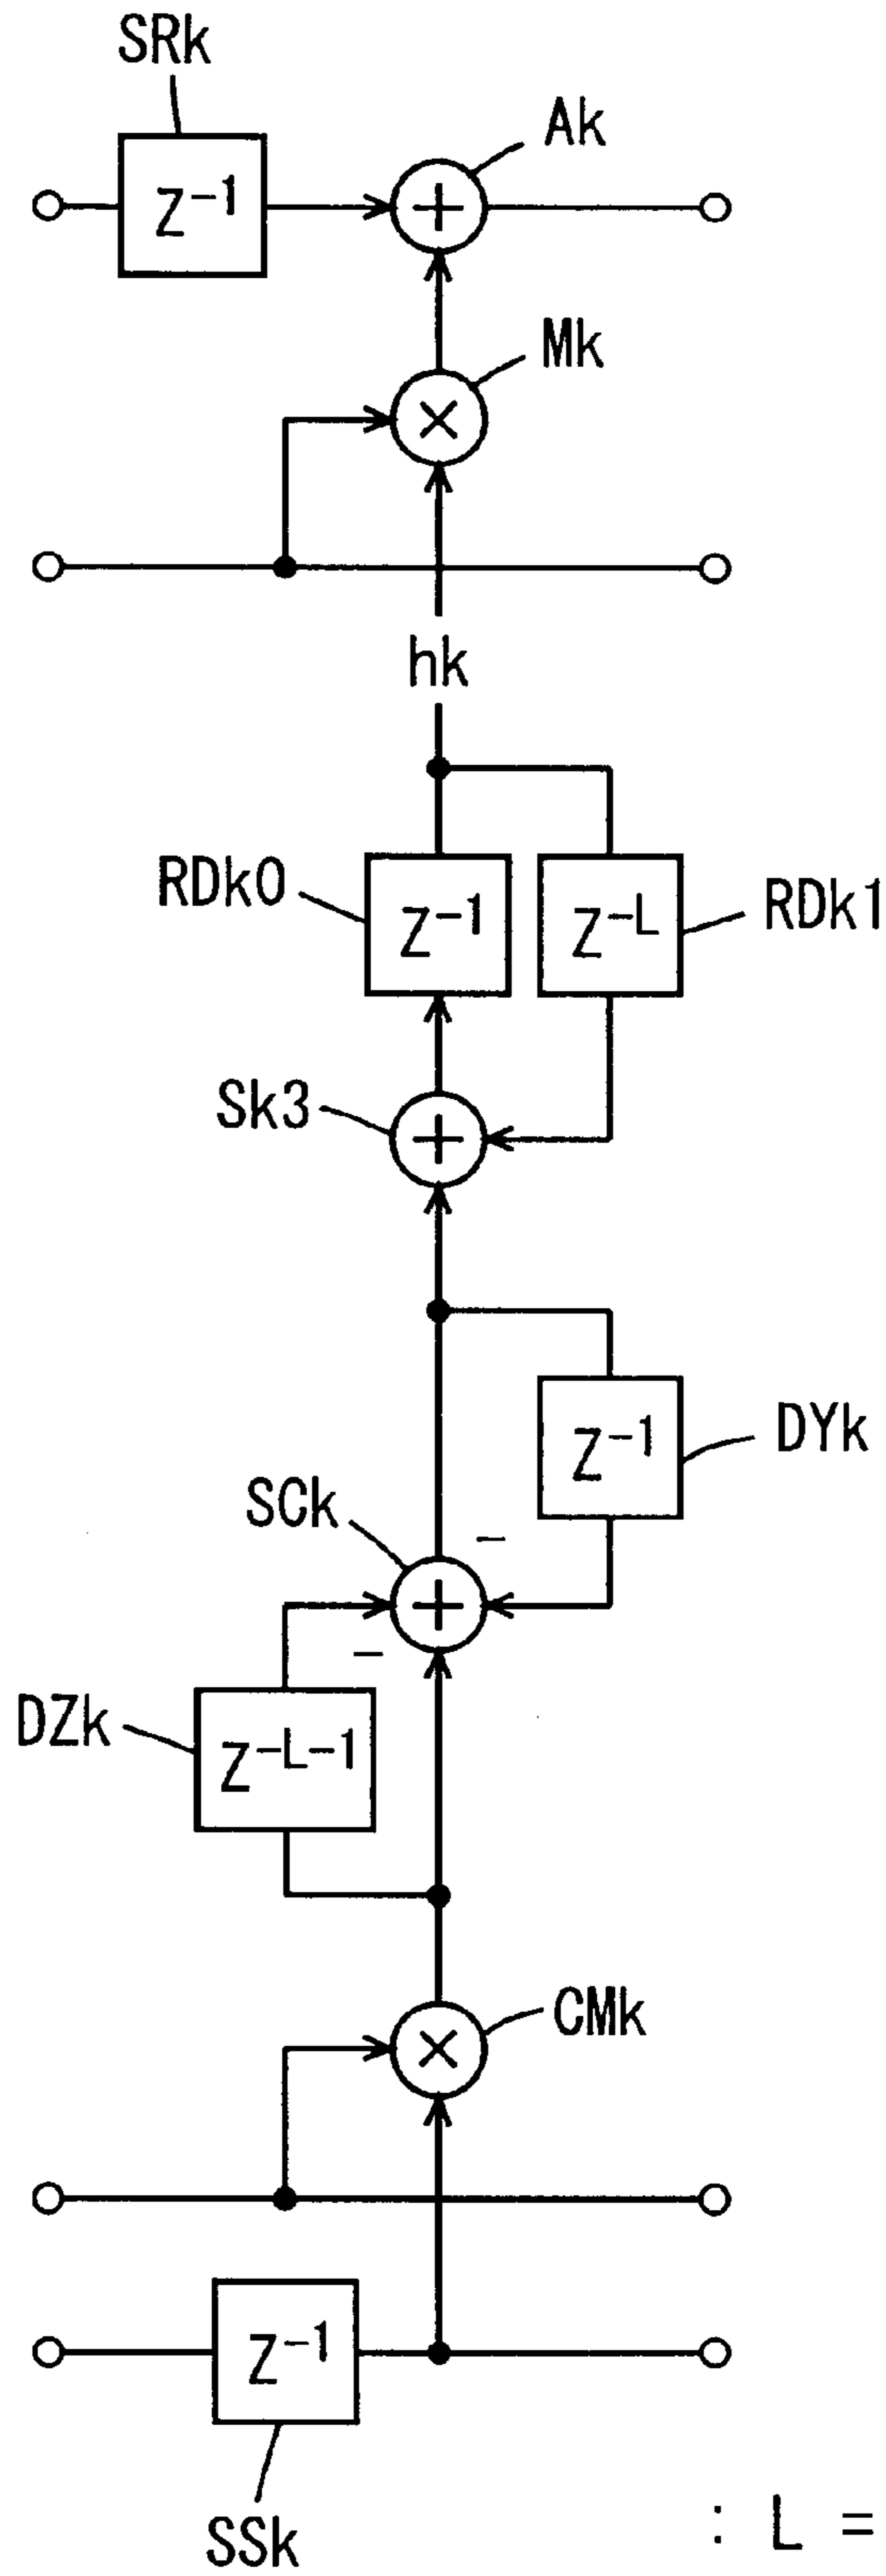 SRk
Z⁻¹
Ak
+
Mk
×
hk
RDk0
Z⁻¹
Z⁻ᴸ
RDk1
Sk3
+
DYk
Z⁻¹
SCk
−
+
−
DZk
Z⁻ᴸ⁻¹
CMk
×
Z⁻¹
SSk
: L =